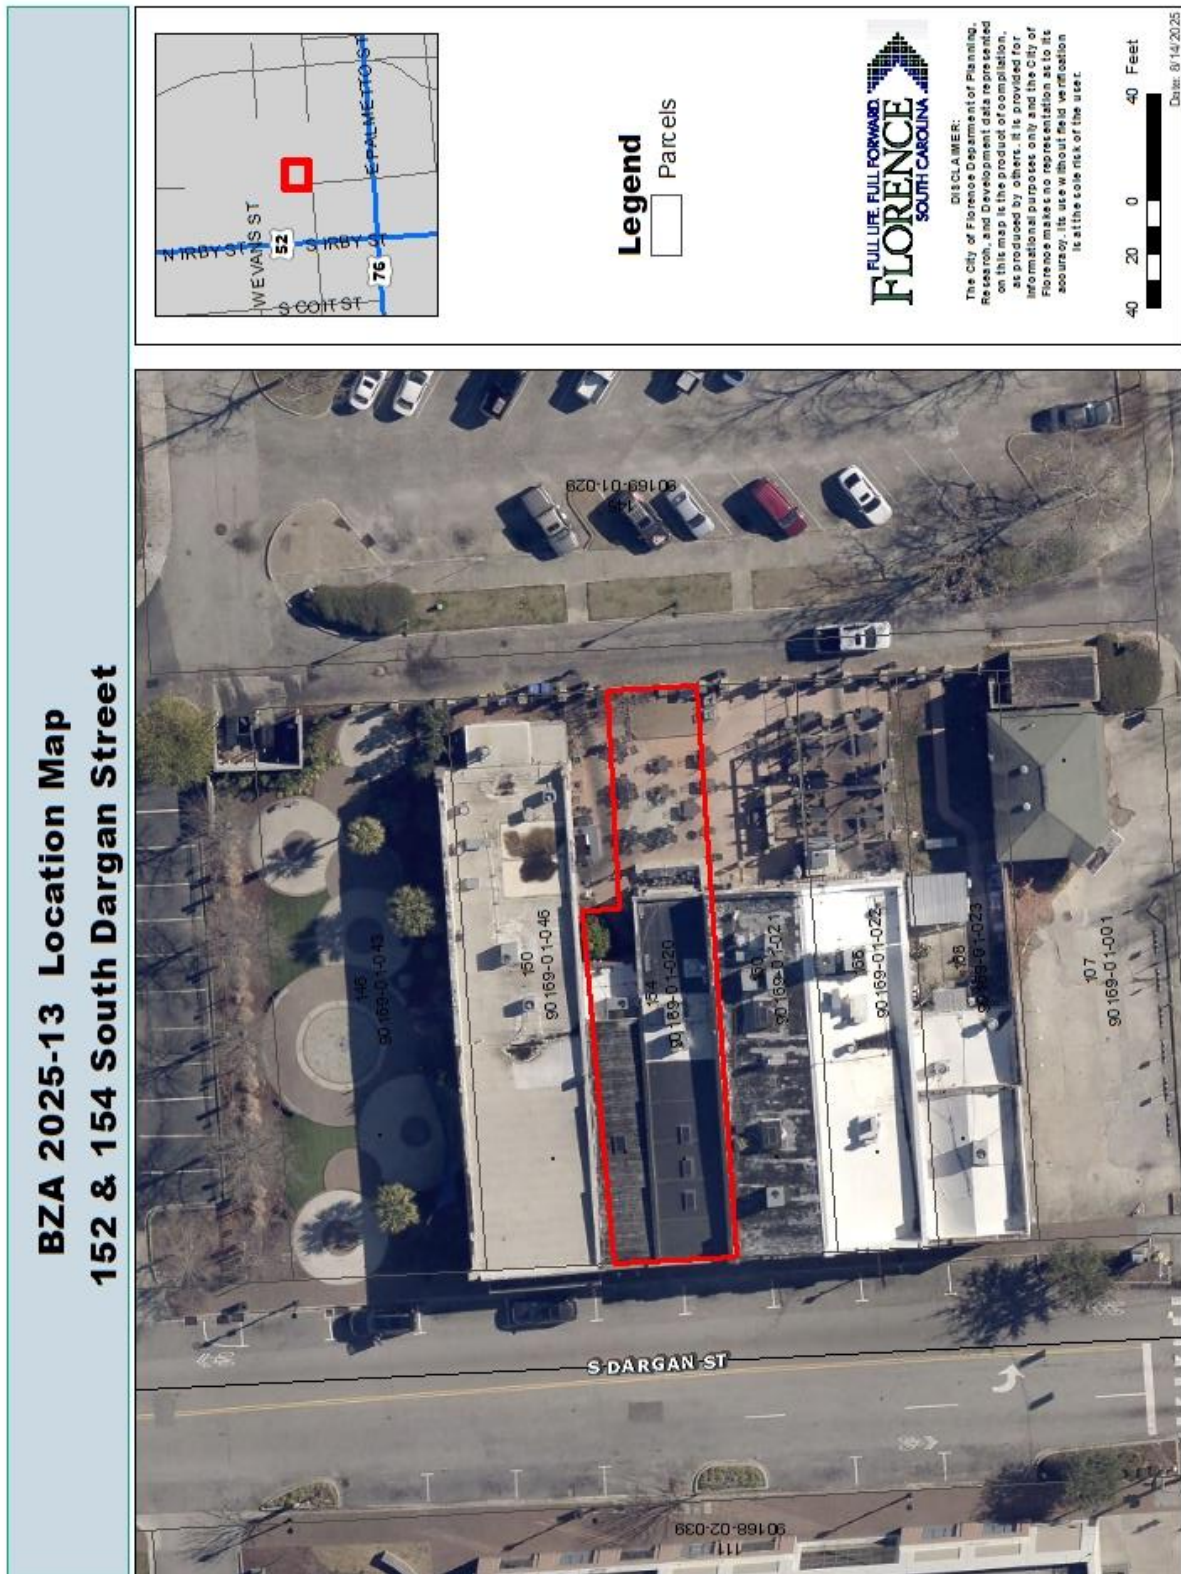 BZA 2025-13 Location Map
152 & 154 South Dargan Street
N IRBY ST
S IRBY ST
W EVANS ST
E PALMETTO ST
S COIT ST
52
76
Legend
Parcels
FULL LIFE. FULL FORWARD.
FLORENCE
SOUTH CAROLINA
DISCLAIMER:
The City of Florence Deparment of Planning,
Research, and Development data represented
on this map is the product of compilation,
as produced by others. It is provided for
informational purposes only and the City of
Florence makes no representation as to its
accuracy. Its use without field verification
is at the sole risk of the user.
40 20 0 40 Feet
Date: 8/14/2025
90169-01-029
146
90169-01-043
150
90169-01-046
154
90169-01-020
90169-01-021
166
90169-01-022
90169-01-023
107
90169-01-001
S DARGAN ST
111
90168-02-039